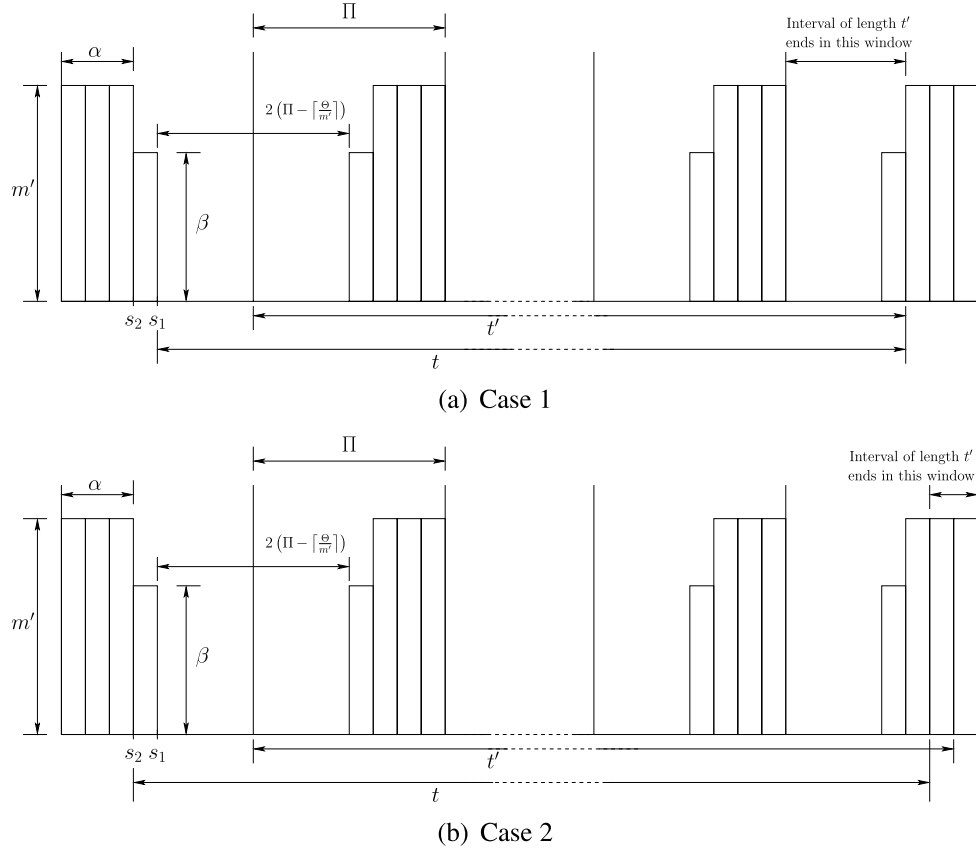 Π
Interval of length t′
ends in this window
α
2 (Π − ⌈Θ/m′⌉)
m′
β
s₂ s₁
t′
t
(a) Case 1
Π
Interval of length t′
ends in this window
α
2 (Π − ⌈Θ/m′⌉)
m′
β
s₂ s₁
t′
t
(b) Case 2